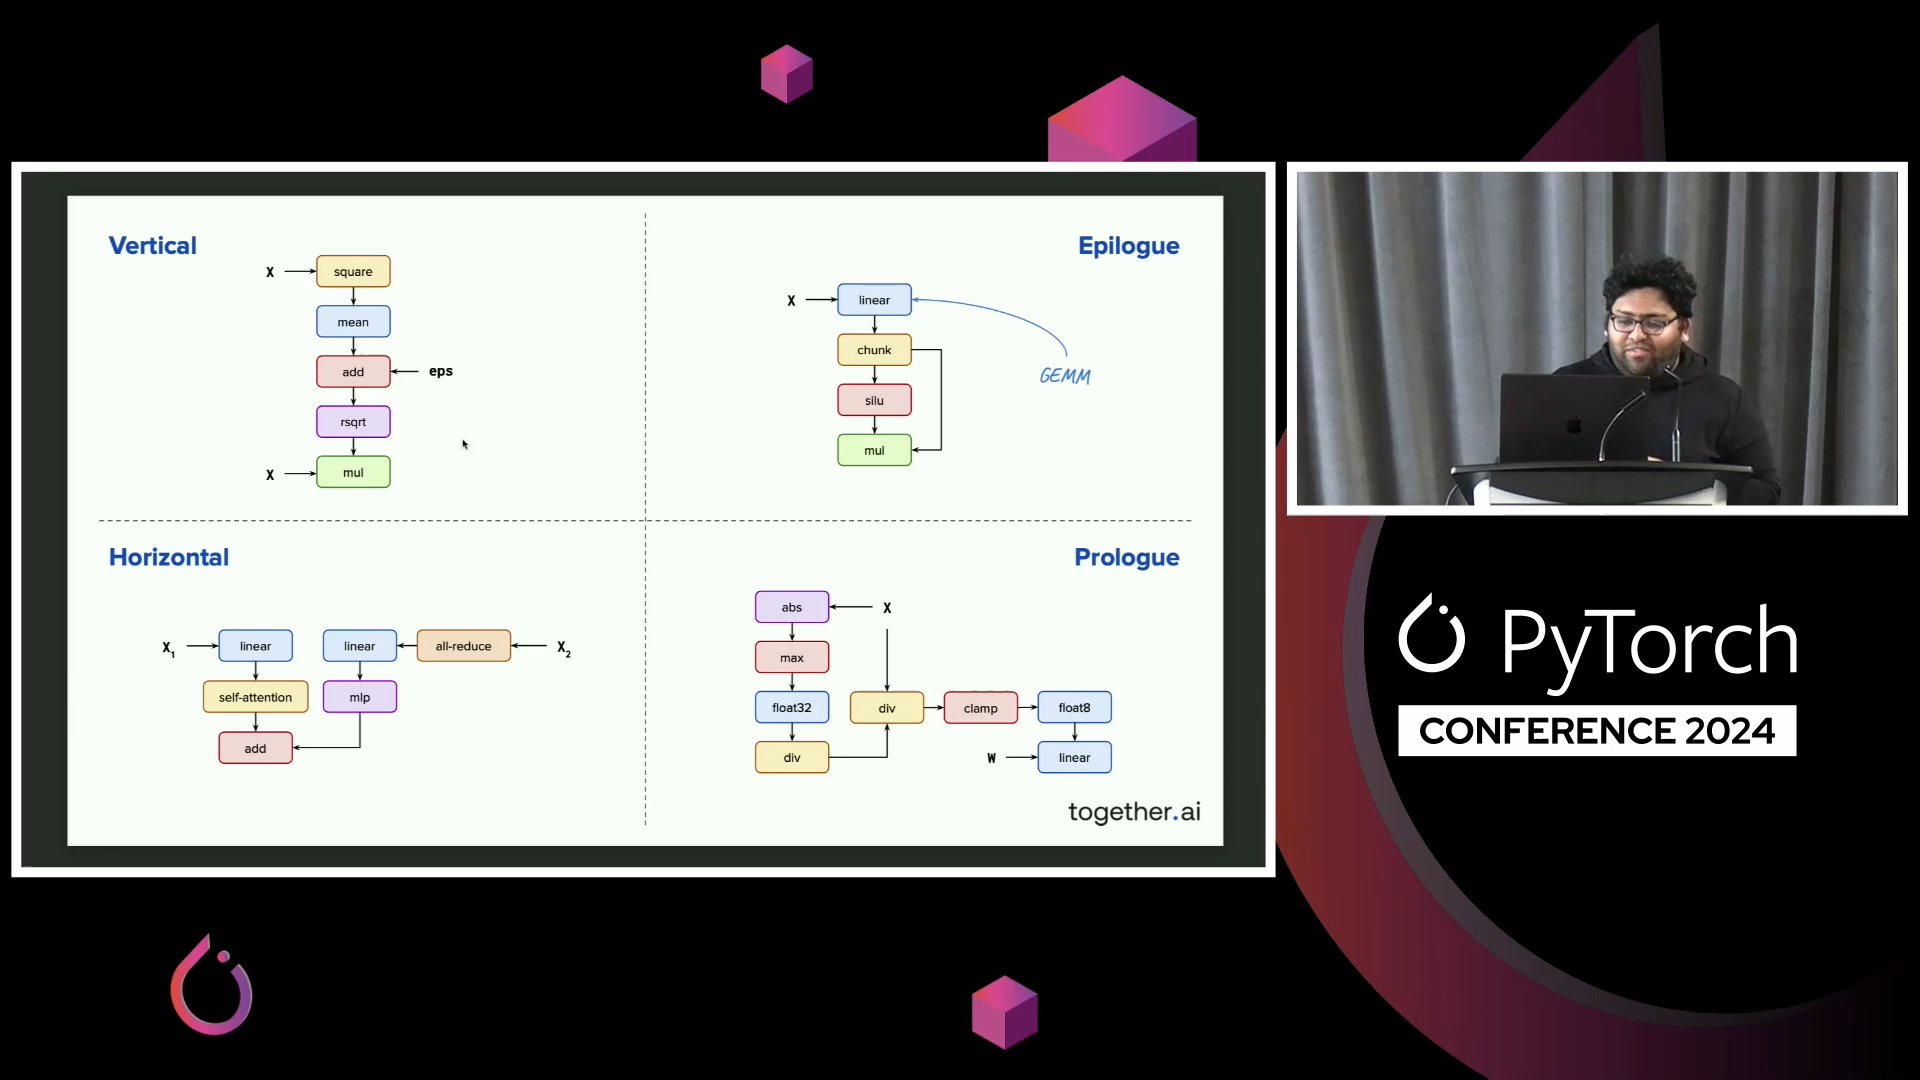 Vertical
X
square
mean
add
eps
rsqrt
X
mul
Epilogue
X
linear
chunk
silu
mul
GEMM
Horizontal
X1
linear
self-attention
add
linear
all-reduce
X2
mlp
Prologue
abs
X
max
float32
div
div
clamp
float8
W
linear
together.ai
PyTorch
CONFERENCE 2024